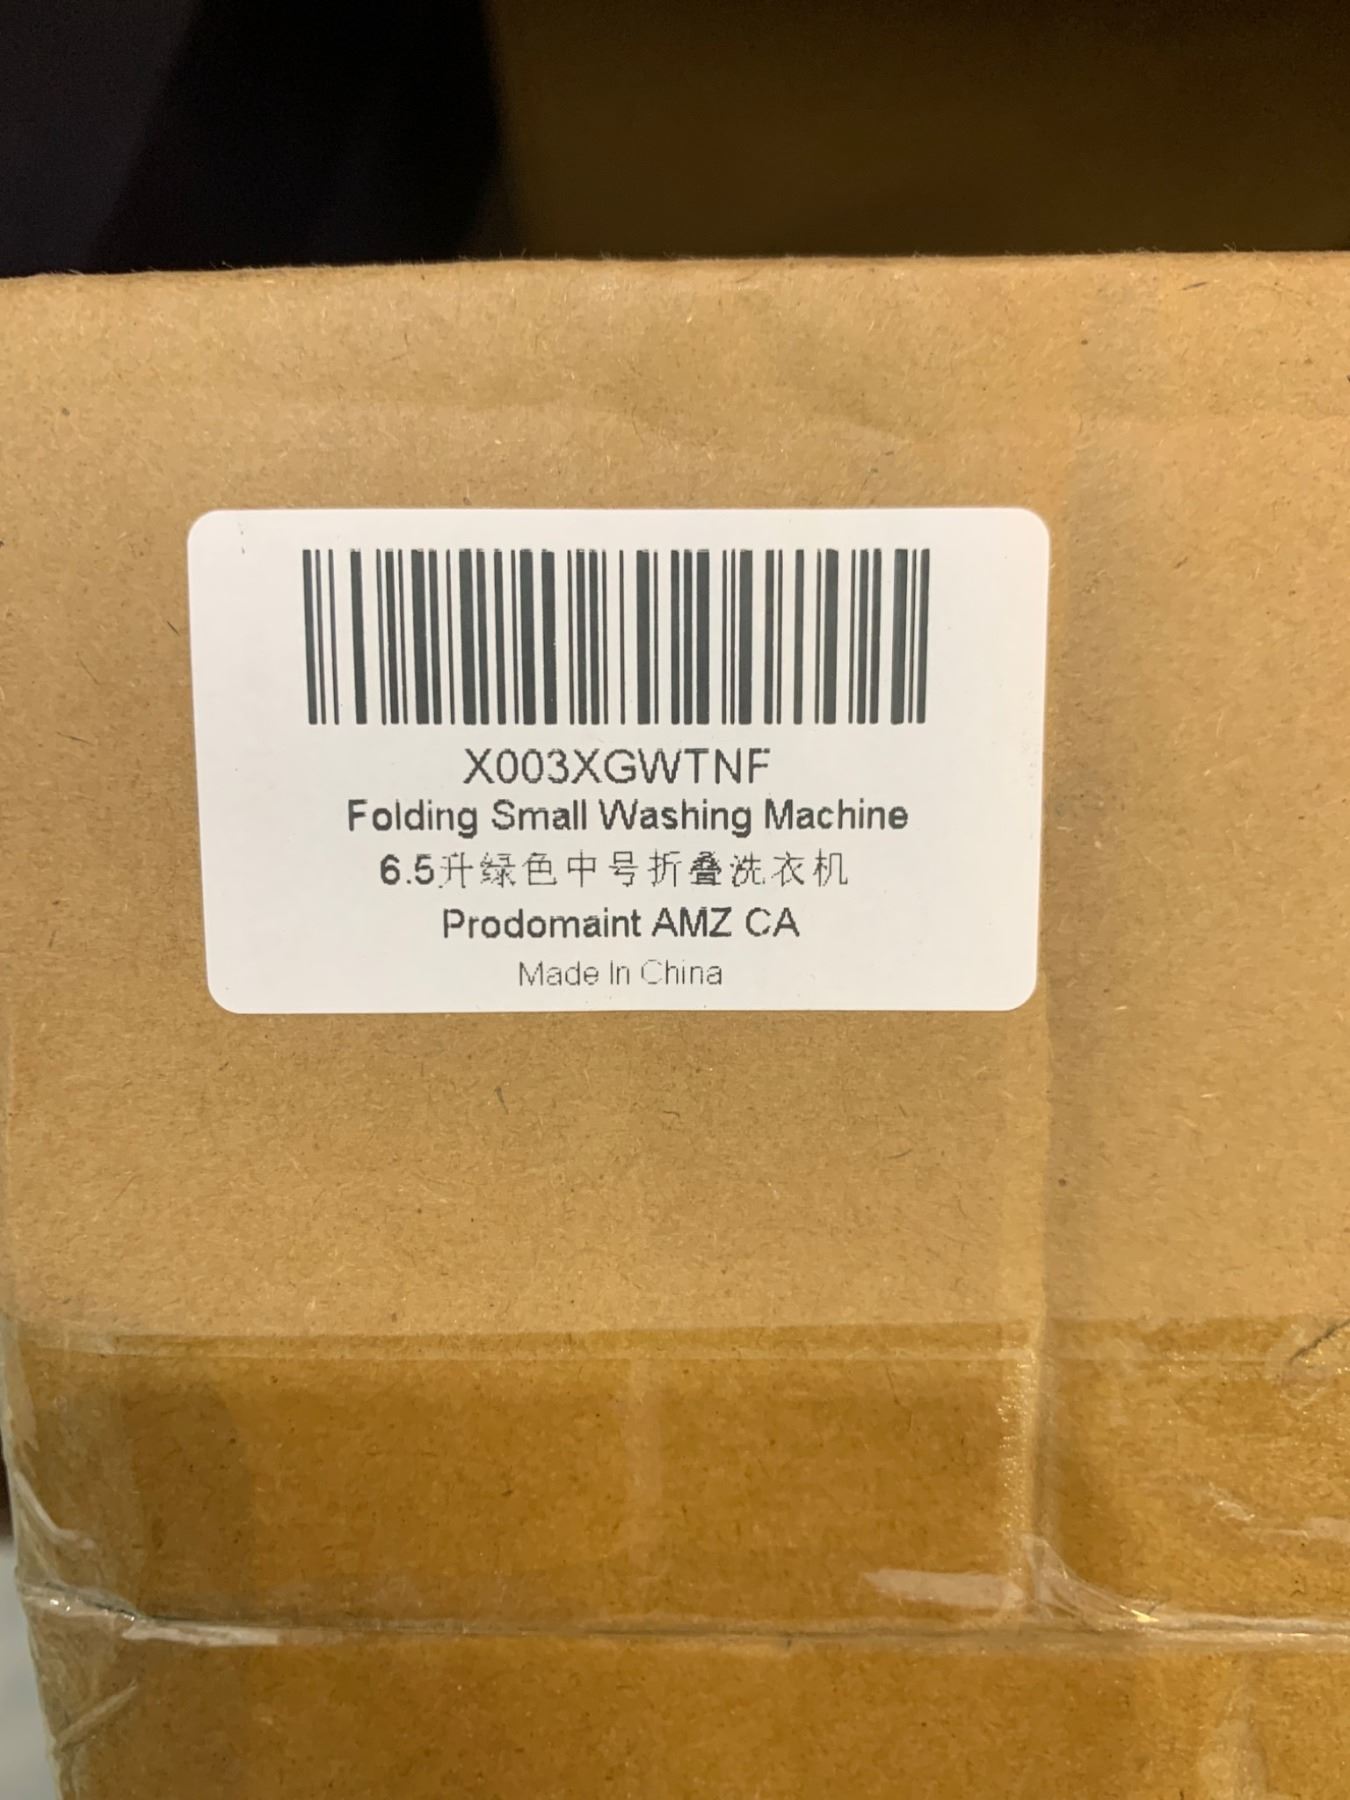 X003XGWTNF
Folding Small Washing Machine
6.5升绿色中号折叠洗衣机
Prodomaint AMZ CA
Made In China